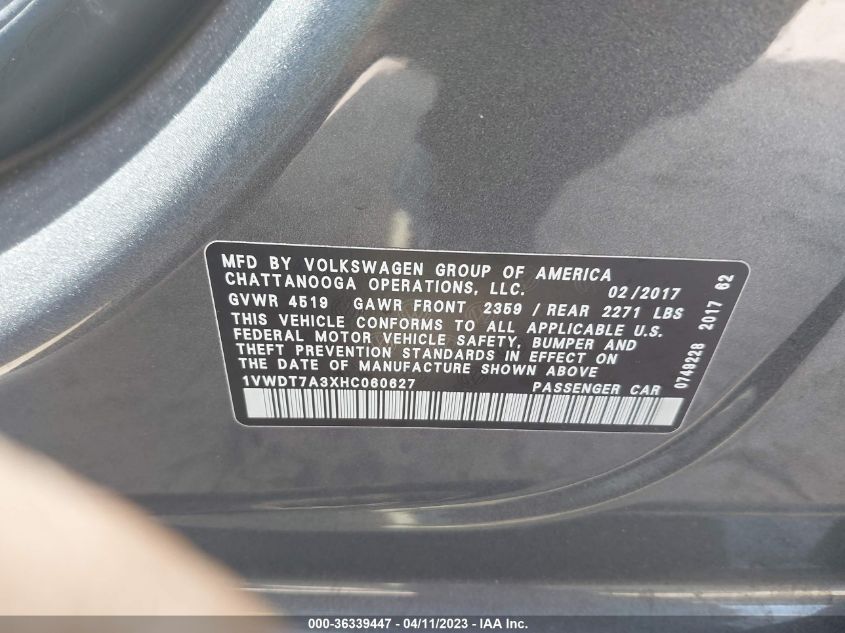 MFD BY VOLKSWAGEN GROUP OF AMERICA
CHATTANOOGA OPERATIONS, LLC. 02/2017
GVWR 4519 GAWR FRONT 2359 / REAR 2271 LBS
THIS VEHICLE CONFORMS TO ALL APPLICABLE U.S.
FEDERAL MOTOR VEHICLE SAFETY, BUMPER AND
THEFT PREVENTION STANDARDS IN EFFECT ON
THE DATE OF MANUFACTURE SHOWN ABOVE
1VWDT7A3XHC060627 PASSENGER CAR
0749228 2017 62
000-36339447 - 04/11/2023 - IAA Inc.